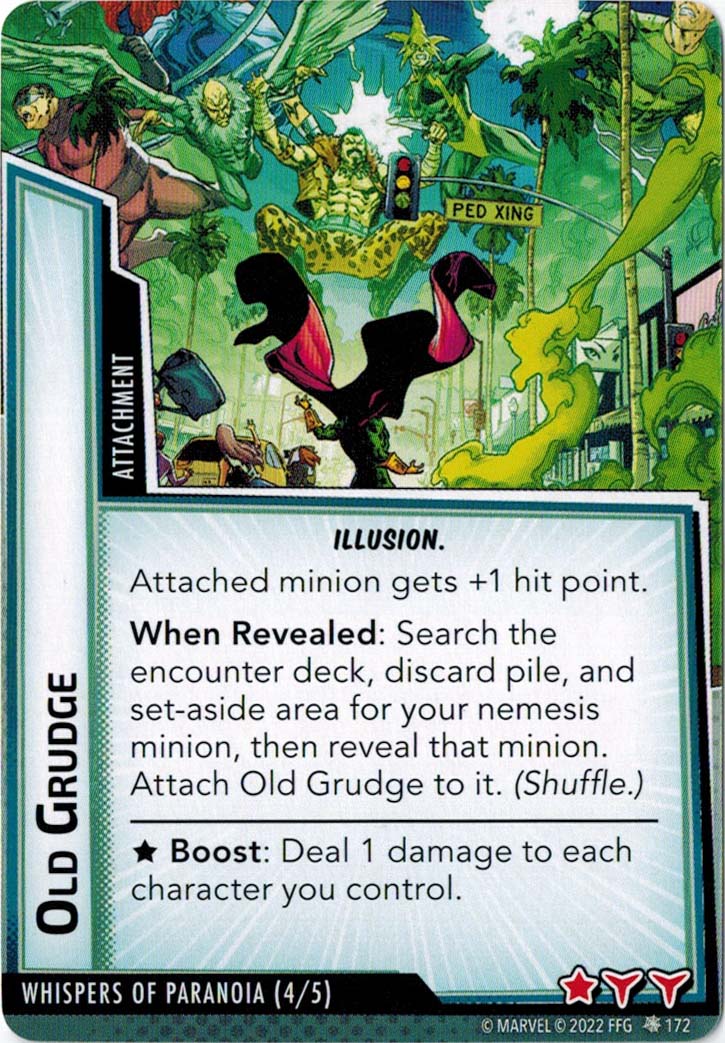 PED XING
ATTACHMENT
OLD GRUDGE
ILLUSION.
Attached minion gets +1 hit point.
When Revealed: Search the
encounter deck, discard pile, and
set-aside area for your nemesis
minion, then reveal that minion.
Attach Old Grudge to it. (Shuffle.)
★ Boost: Deal 1 damage to each
character you control.
WHISPERS OF PARANOIA (4/5)
© MARVEL © 2022 FFG 172